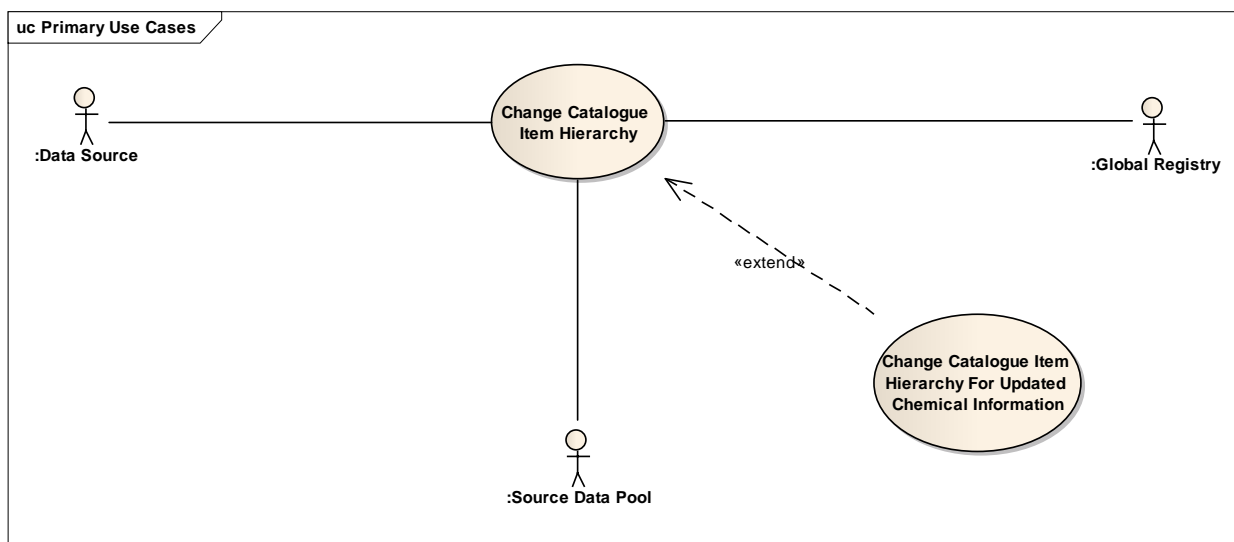 uc Primary Use Cases
Change Catalogue
Item Hierarchy
:Data Source
:Global Registry
«extend»
Change Catalogue Item
Hierarchy For Updated
Chemical Information
:Source Data Pool